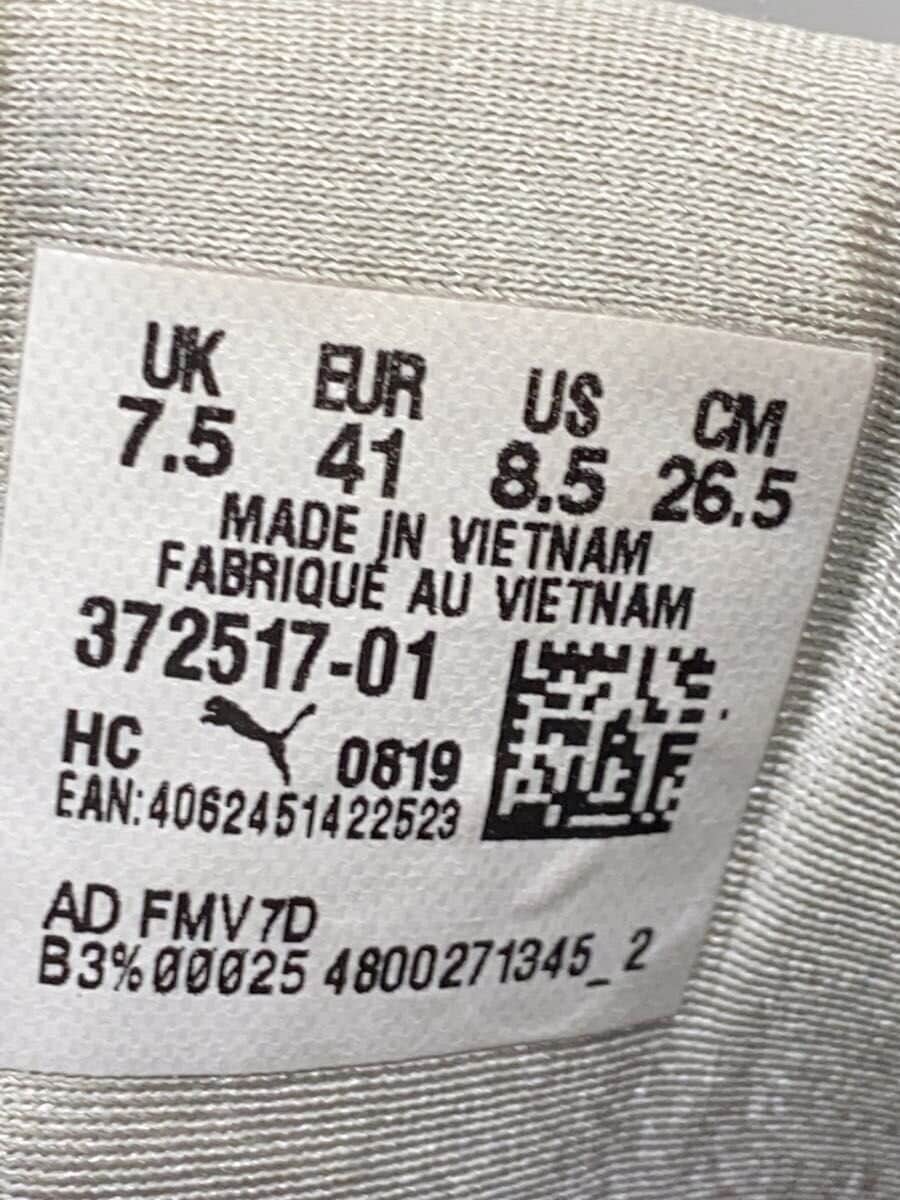 UK EUR US CM
7.5 41 8.5 26.5
MADE IN VIETNAM
FABRIQUÉ AU VIETNAM
372517-01
HC 0819
EAN:4062451422523
AD FMV7D
B3%00025 4800271345_2